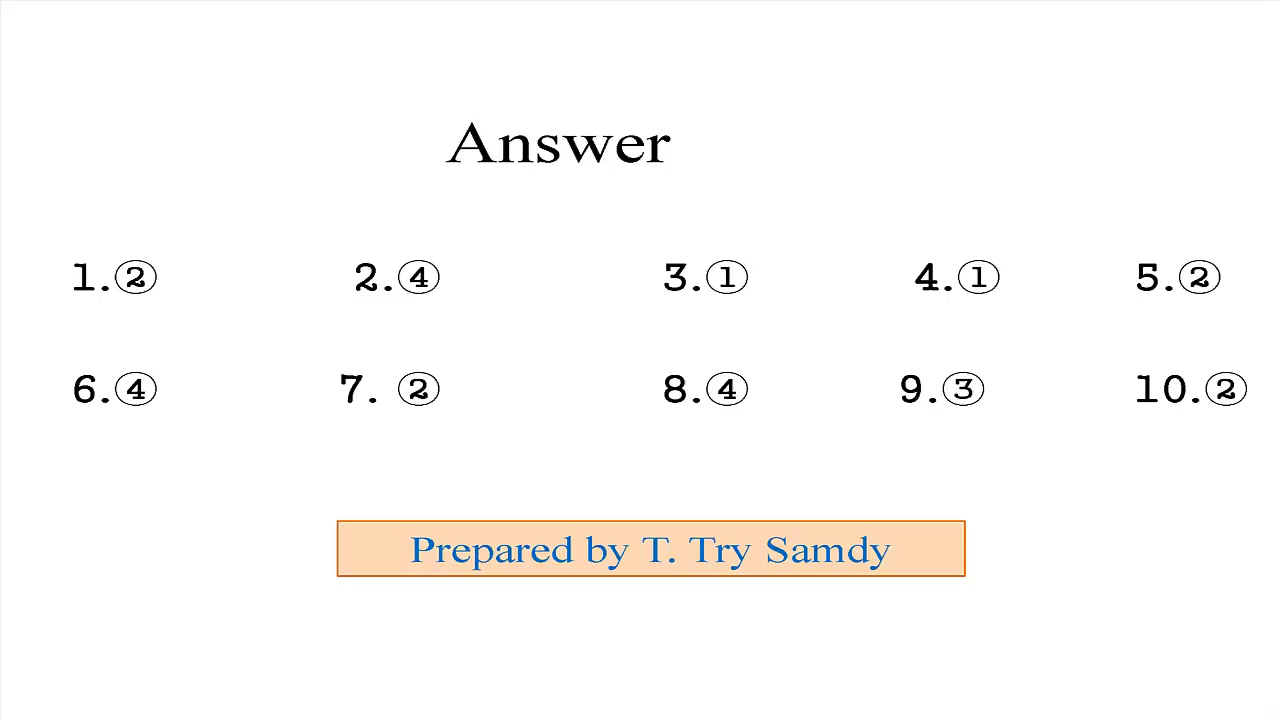 Answer
1.② 2.④ 3.① 4.① 5.②
6.④ 7. ② 8.④ 9.③ 10.②
Prepared by T. Try Samdy